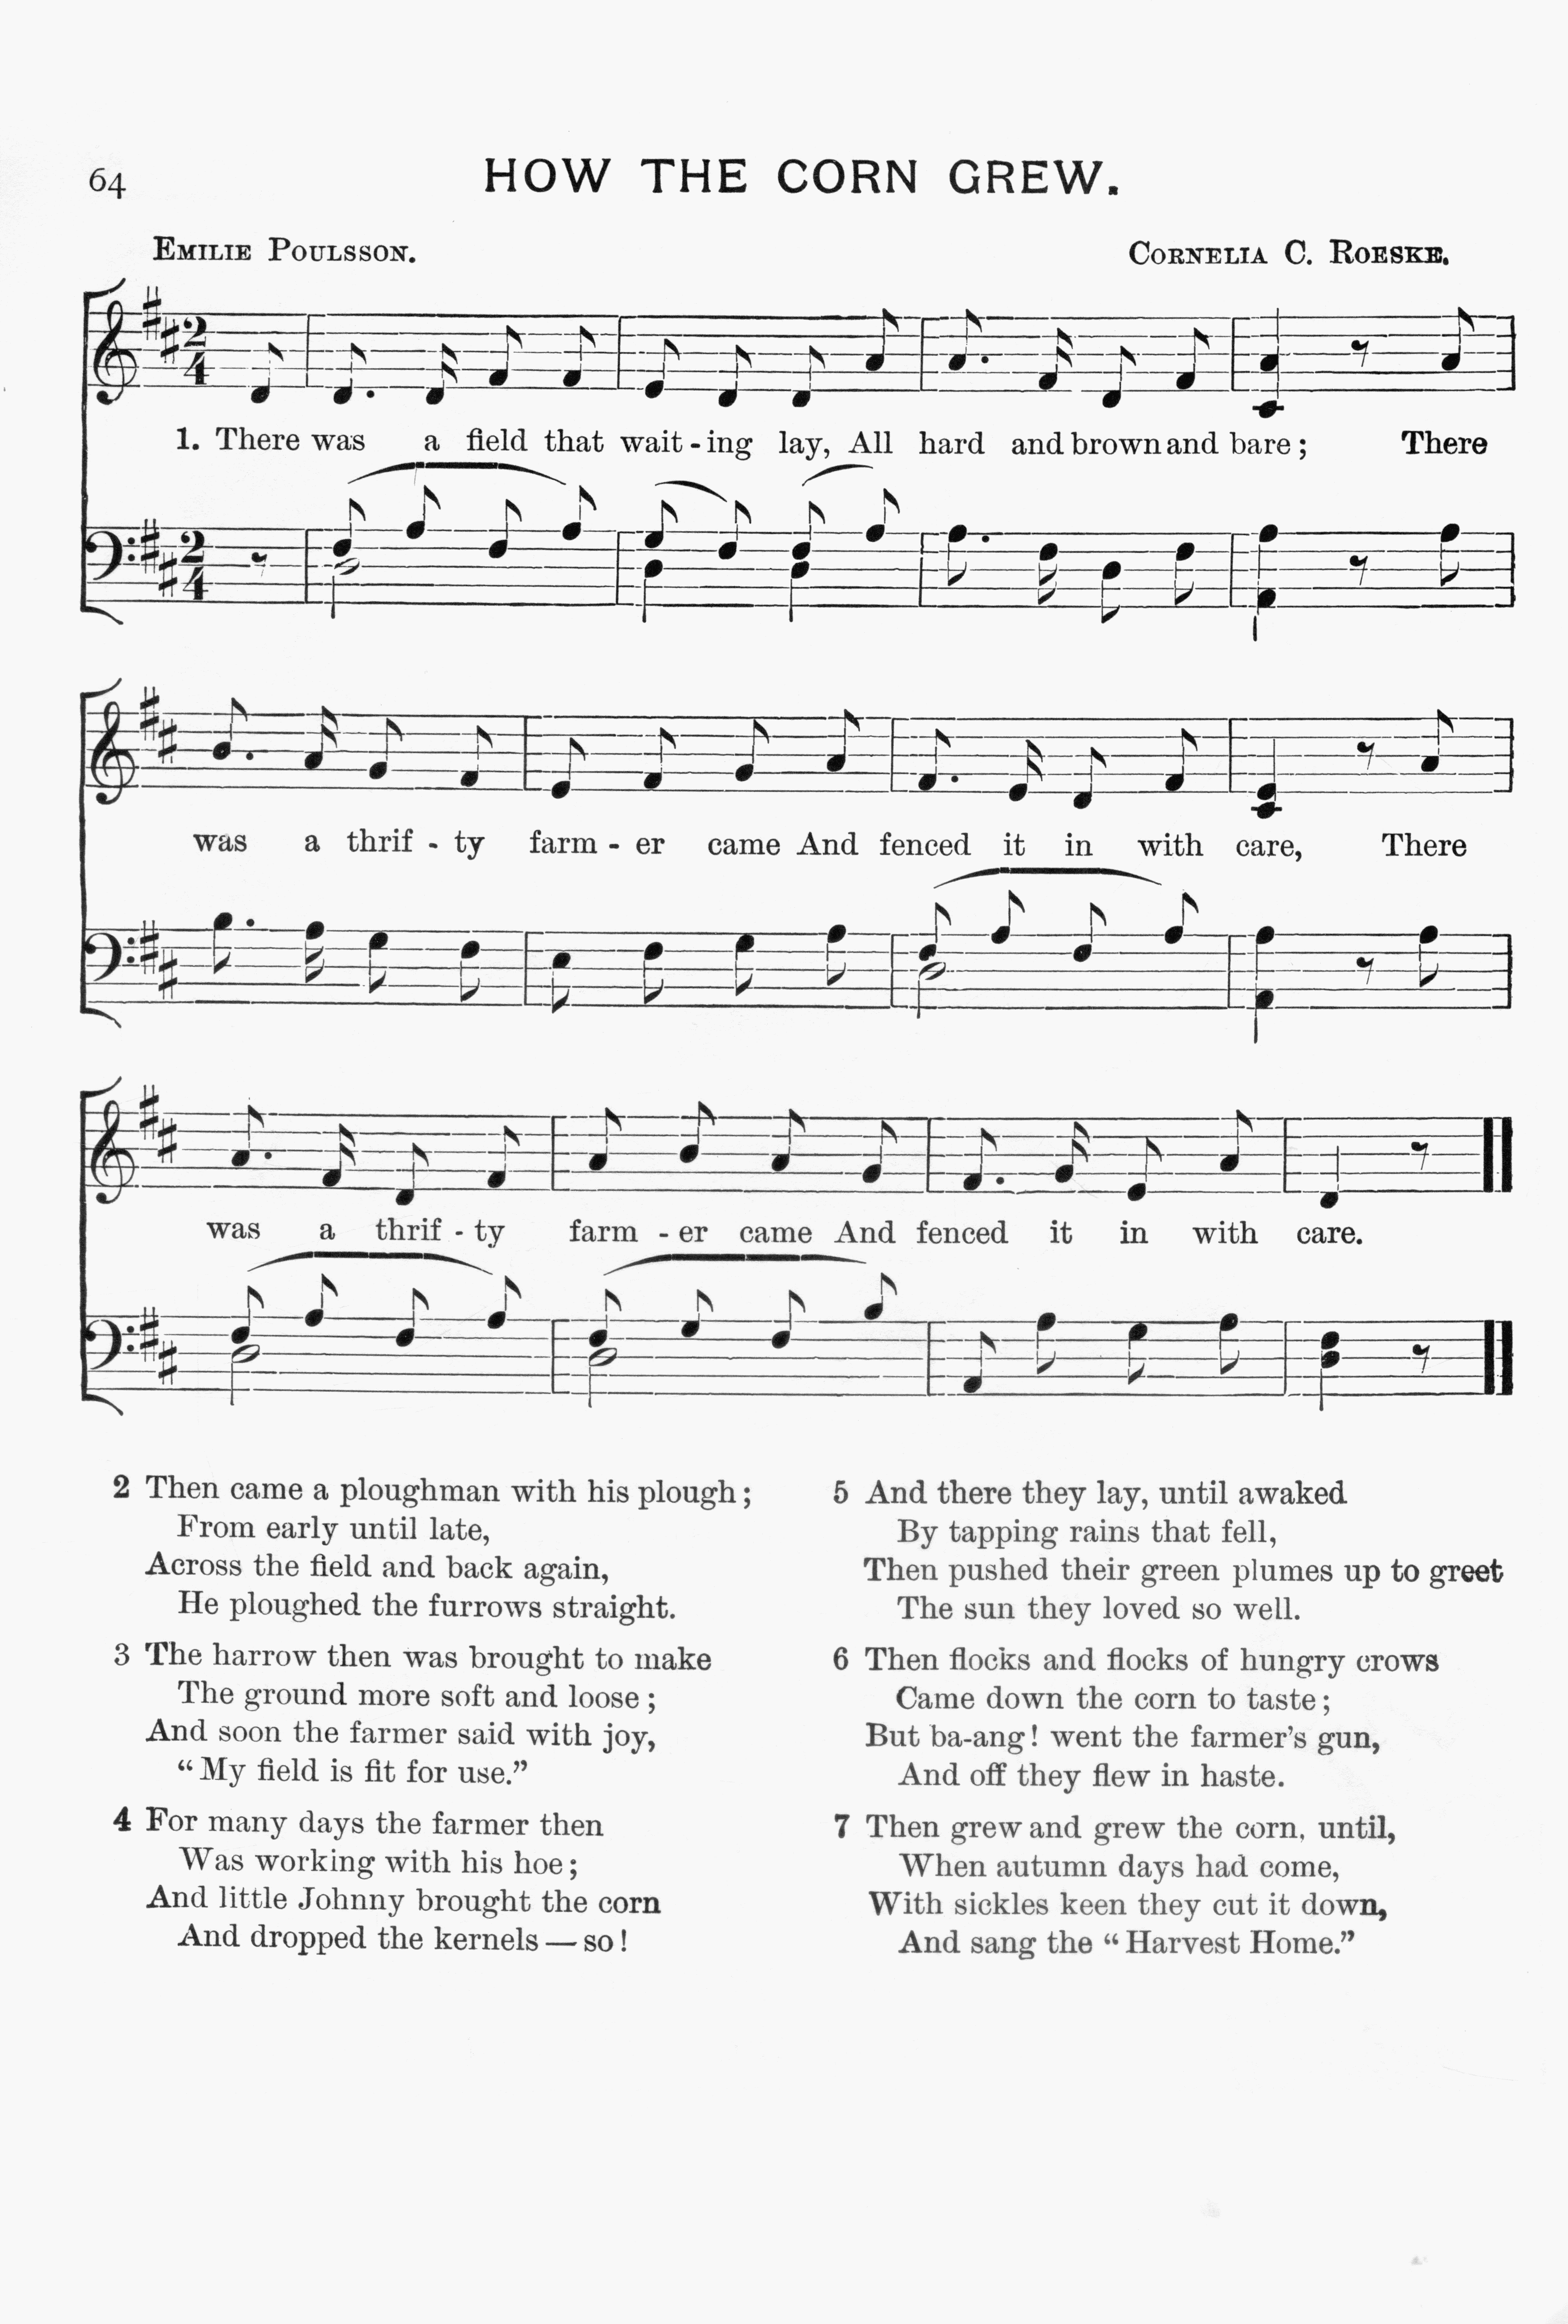 64
HOW THE CORN GREW.
EMILIE POULSSON.
CORNELIA C. ROESKE.
2
4
1. There was a field that wait - ing lay, All hard and brown and bare; There
2
4
was a thrif - ty farm - er came And fenced it in with care, There
was a thrif - ty farm - er came And fenced it in with care.
2 Then came a ploughman with his plough;
From early until late,
Across the field and back again,
He ploughed the furrows straight.
3 The harrow then was brought to make
The ground more soft and loose;
And soon the farmer said with joy,
“My field is fit for use.”
4 For many days the farmer then
Was working with his hoe;
And little Johnny brought the corn
And dropped the kernels — so!
5 And there they lay, until awaked
By tapping rains that fell,
Then pushed their green plumes up to greet
The sun they loved so well.
6 Then flocks and flocks of hungry crows
Came down the corn to taste;
But ba-ang! went the farmer’s gun,
And off they flew in haste.
7 Then grew and grew the corn, until,
When autumn days had come,
With sickles keen they cut it down,
And sang the “Harvest Home.”